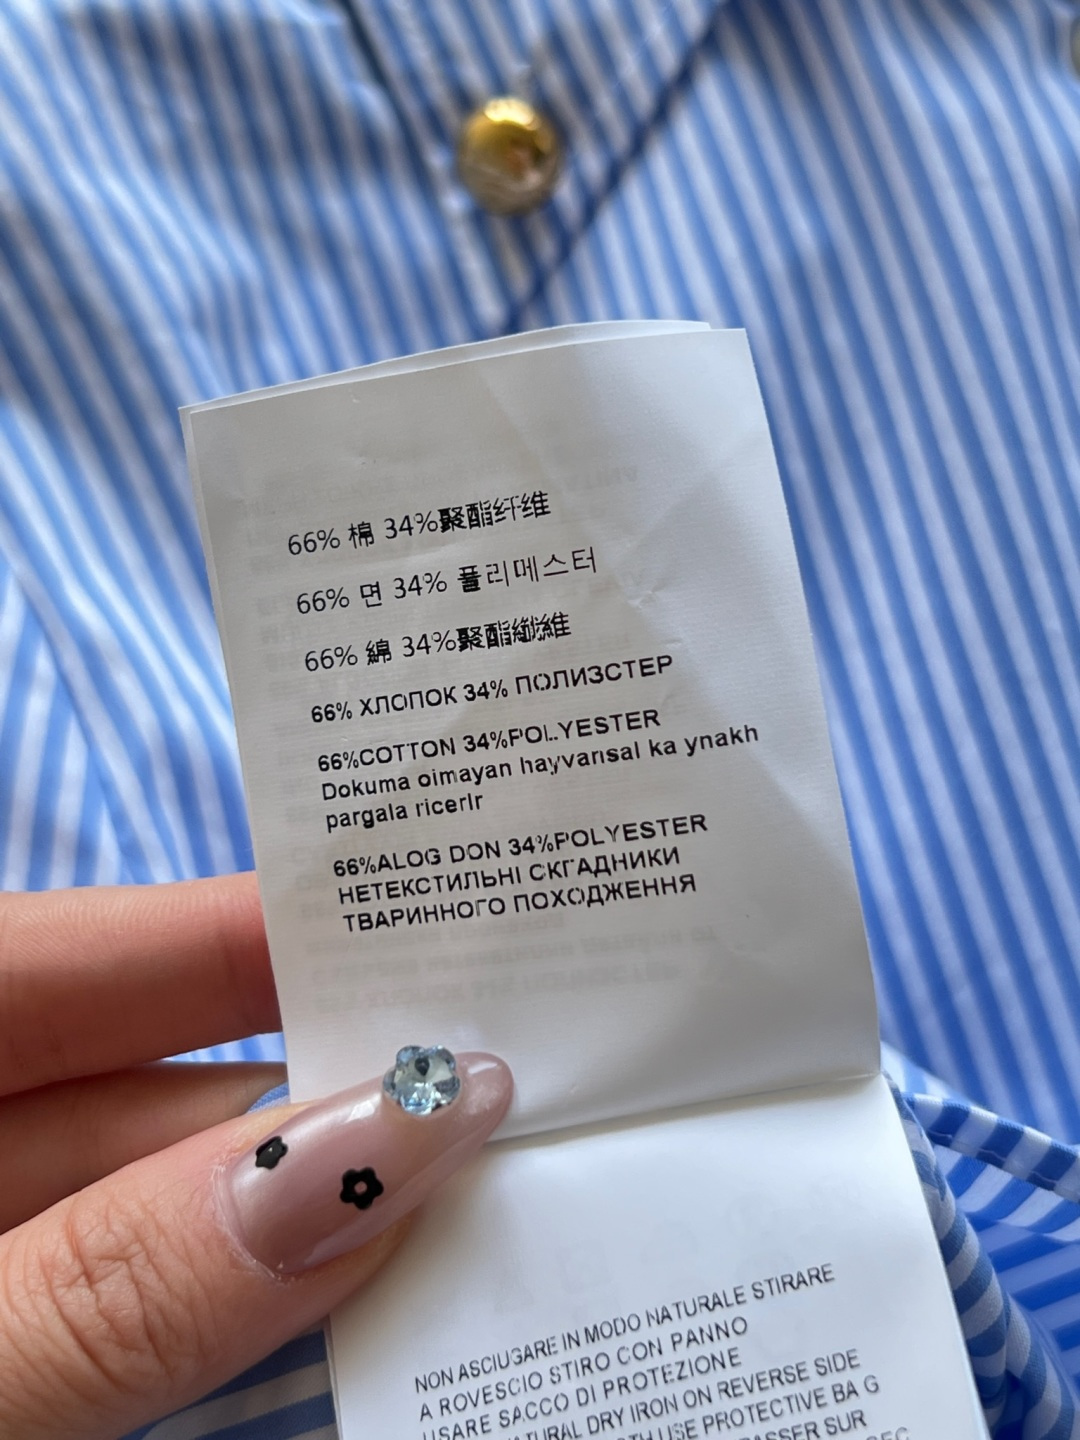 66% 棉 34%聚酯纤维
66% 면 34% 폴리메스터
66% 綿 34%聚酯纖維
66% ХЛОПОК 34% ПОЛИЗСТЕР
66%COTTON 34%POLYESTER
Dokuma oimayan hayvansal ka ynakh
pargala ricerlr
66%ALOG DON 34%POLYESTER
НЕТЕКСТИЛЬНІ СКГАДНИКИ
ТВАРИННОГО ПОХОДЖЕННЯ
NON ASCIUGARE IN MODO NATURALE STIRARE
A ROVESCIO STIRO CON PANNO
USARE SACCO DI PROTEZIONE
DRY IRON ON REVERSE SIDE
USE PROTECTIVE BA G
SUR